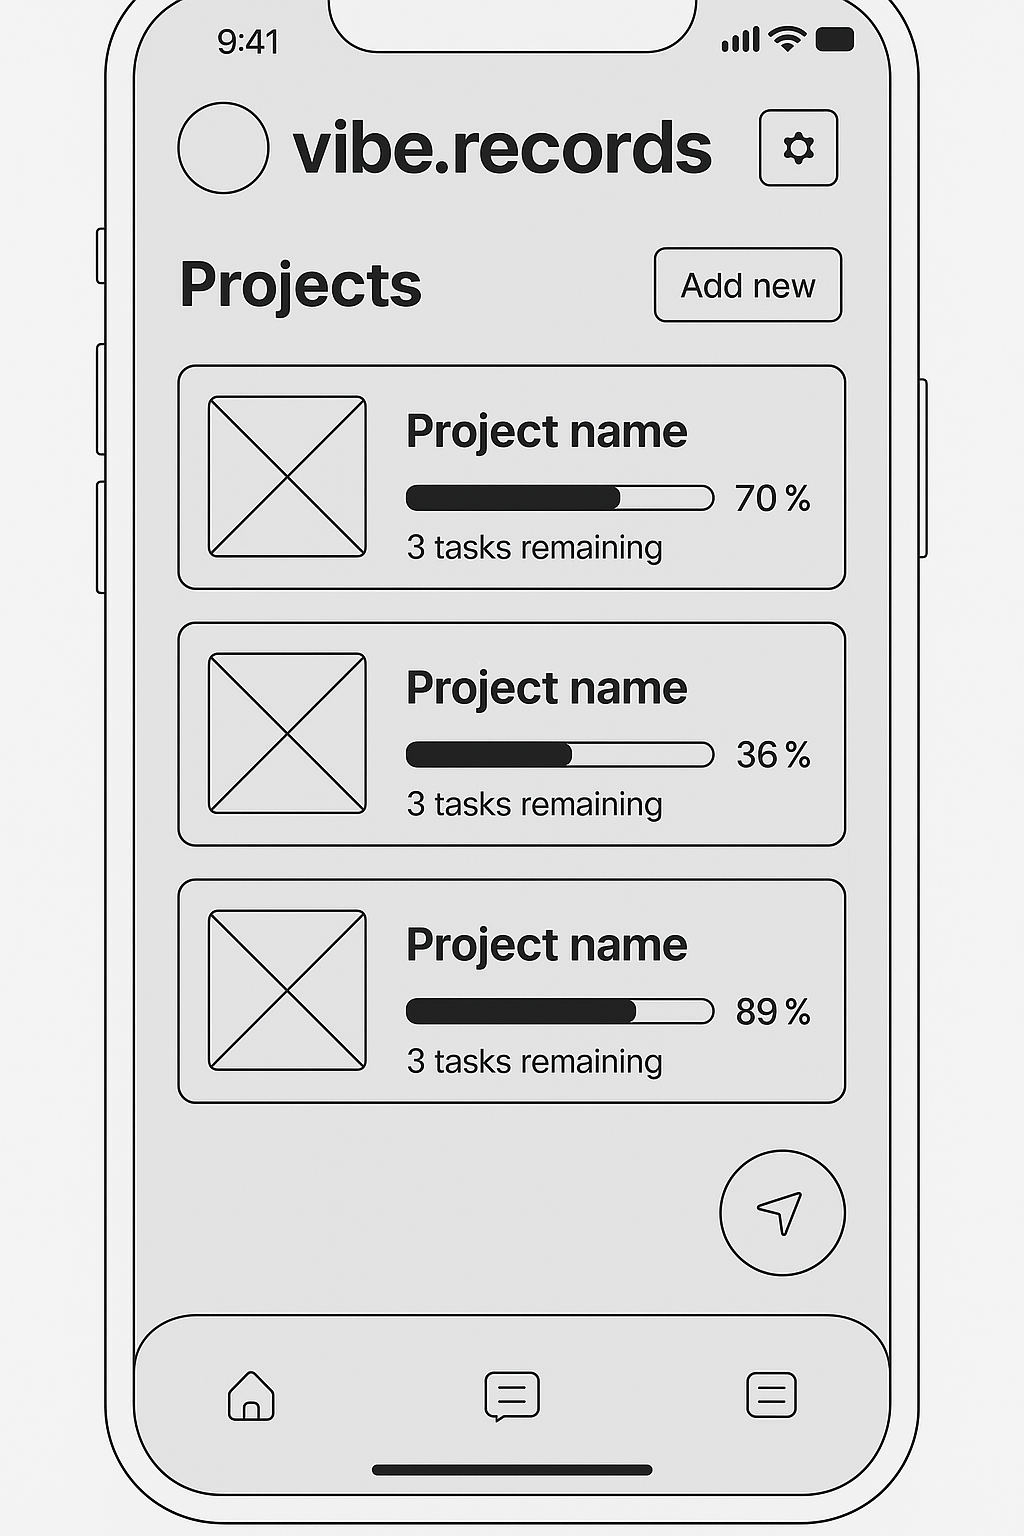 9:41
vibe.records
Projects
Add new
Project name
70 %
3 tasks remaining
Project name
36 %
3 tasks remaining
Project name
89 %
3 tasks remaining